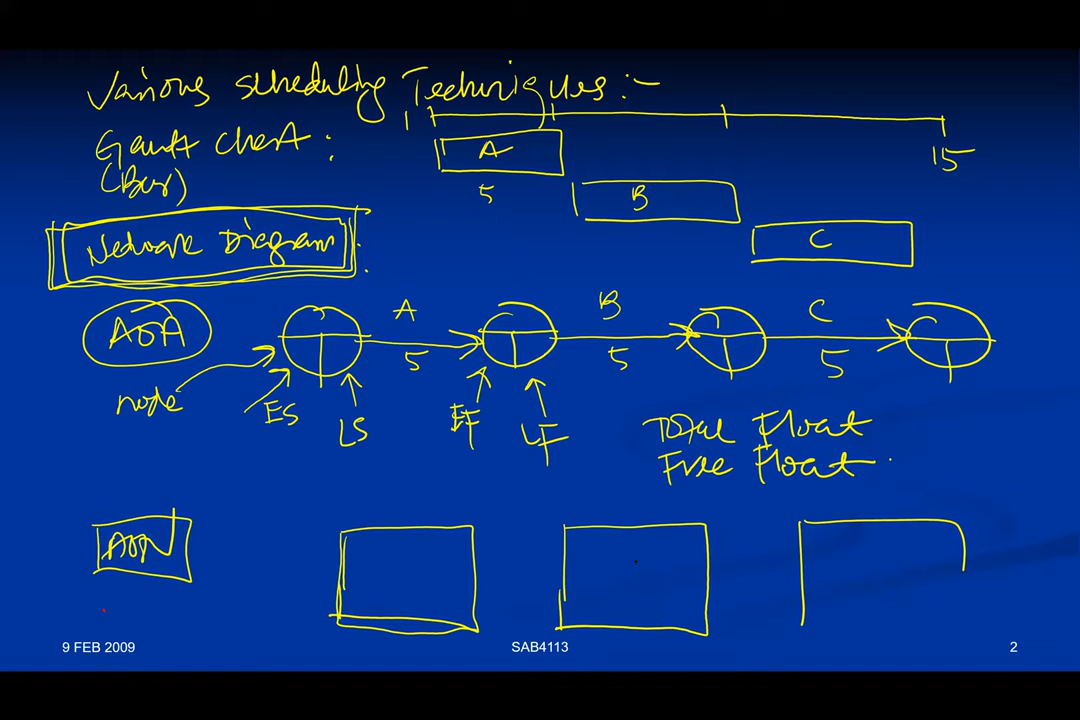 Various Scheduling Techniques :-
Gantt Chart :
(Bar)
A
15
5
B
C
Network Diagram :
AOA
A
B
C
5
5
5
node
ES
LS
EF
LF
Total Float
Free Float
AON
9 FEB 2009
SAB4113
2